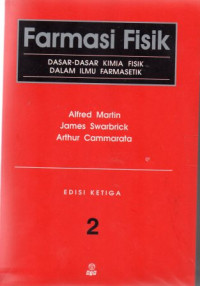 Farmasi Fisik
DASAR-DASAR KIMIA FISIK
DALAM ILMU FARMASETIK
Alfred Martin
James Swarbrick
Arthur Cammarata
EDISI KETIGA
2